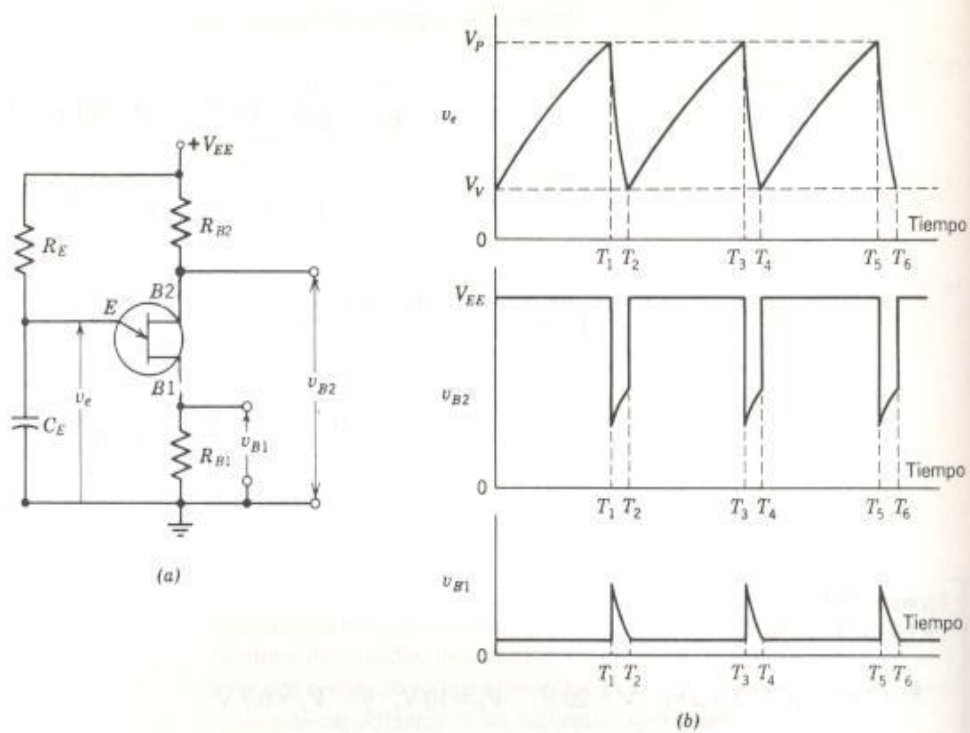 +V_EE
R_B2
R_E
B2
E
B1
v_e
C_E
v_B1
v_B2
R_B1
(a)
V_P
v_e
V_V
Tiempo
0
T_1 T_2 T_3 T_4 T_5 T_6
V_EE
v_B2
Tiempo
0
T_1 T_2 T_3 T_4 T_5 T_6
v_B1
Tiempo
0
T_1 T_2 T_3 T_4 T_5 T_6
(b)